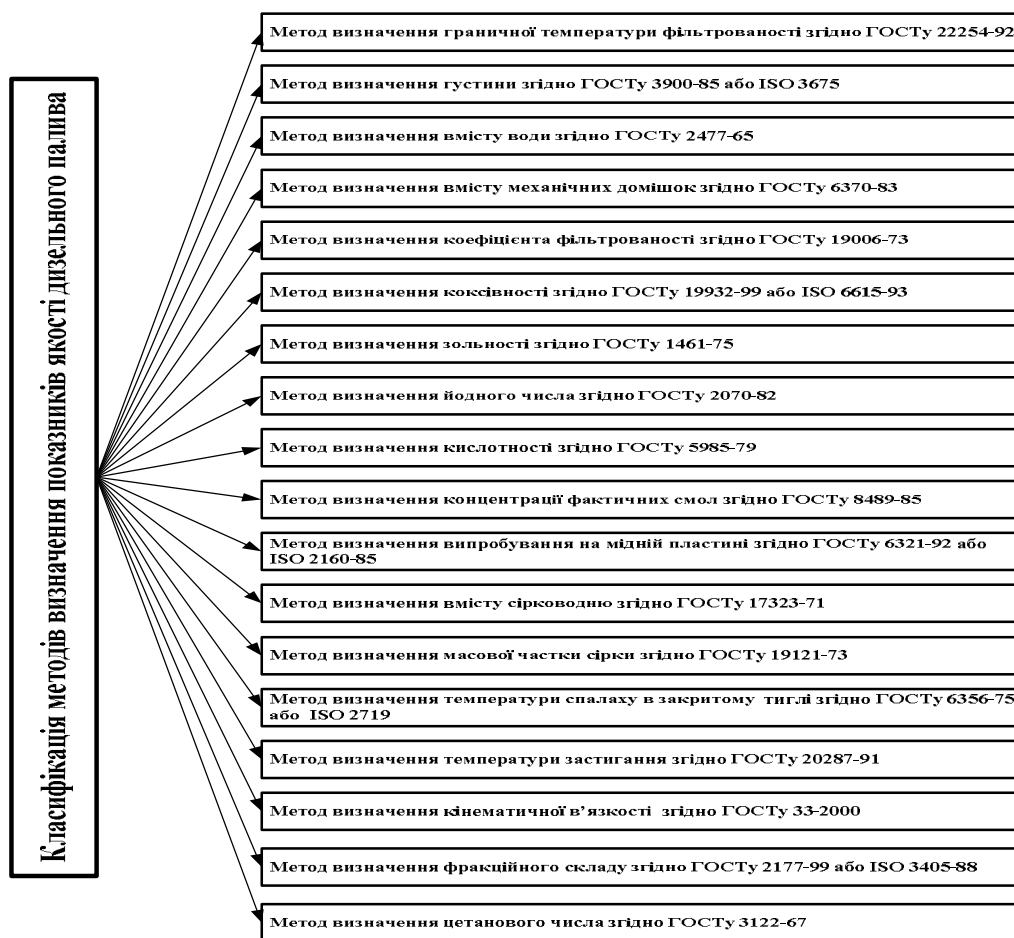 Класифікація методів визначення показників якості дизельного палива
Метод визначення граничної температури фільтрованості згідно ГОСТу 22254-92
Метод визначення густини згідно ГОСТу 3900-85 або ISO 3675
Метод визначення вмісту води згідно ГОСТу 2477-65
Метод визначення вмісту механічних домішок згідно ГОСТу 6370-83
Метод визначення коефіцієнта фільтрованості згідно ГОСТу 19006-73
Метод визначення коксівності згідно ГОСТу 19932-99 або ISO 6615-93
Метод визначення зольності згідно ГОСТу 1461-75
Метод визначення йодного числа згідно ГОСТу 2070-82
Метод визначення кислотності згідно ГОСТу 5985-79
Метод визначення концентрації фактичних смол згідно ГОСТу 8489-85
Метод визначення випробування на мідній пластині згідно ГОСТу 6321-92 або
ISO 2160-85
Метод визначення вмісту сірководню згідно ГОСТу 17323-71
Метод визначення масової частки сірки згідно ГОСТу 19121-73
Метод визначення температури спалаху в закритому тиглі згідно ГОСТу 6356-75
або ISO 2719
Метод визначення температури застигання згідно ГОСТу 20287-91
Метод визначення кінематичної в’язкості згідно ГОСТу 33-2000
Метод визначення фракційного складу згідно ГОСТу 2177-99 або ISO 3405-88
Метод визначення цетанового числа згідно ГОСТу 3122-67